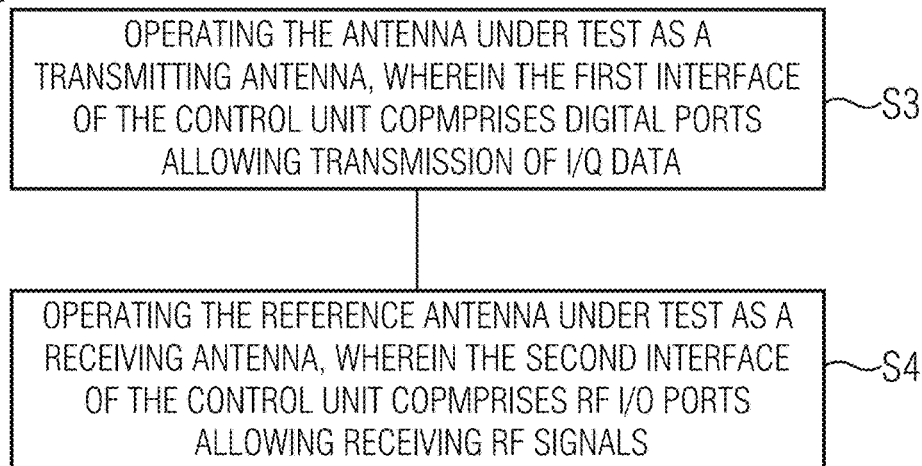 OPERATING THE ANTENNA UNDER TEST AS A
TRANSMITTING ANTENNA, WHEREIN THE FIRST INTERFACE
OF THE CONTROL UNIT COPMPRISES DIGITAL PORTS
ALLOWING TRANSMISSION OF I/Q DATA
S3
OPERATING THE REFERENCE ANTENNA UNDER TEST AS A
RECEIVING ANTENNA, WHEREIN THE SECOND INTERFACE
OF THE CONTROL UNIT COPMPRISES RF I/O PORTS
ALLOWING RECEIVING RF SIGNALS
S4